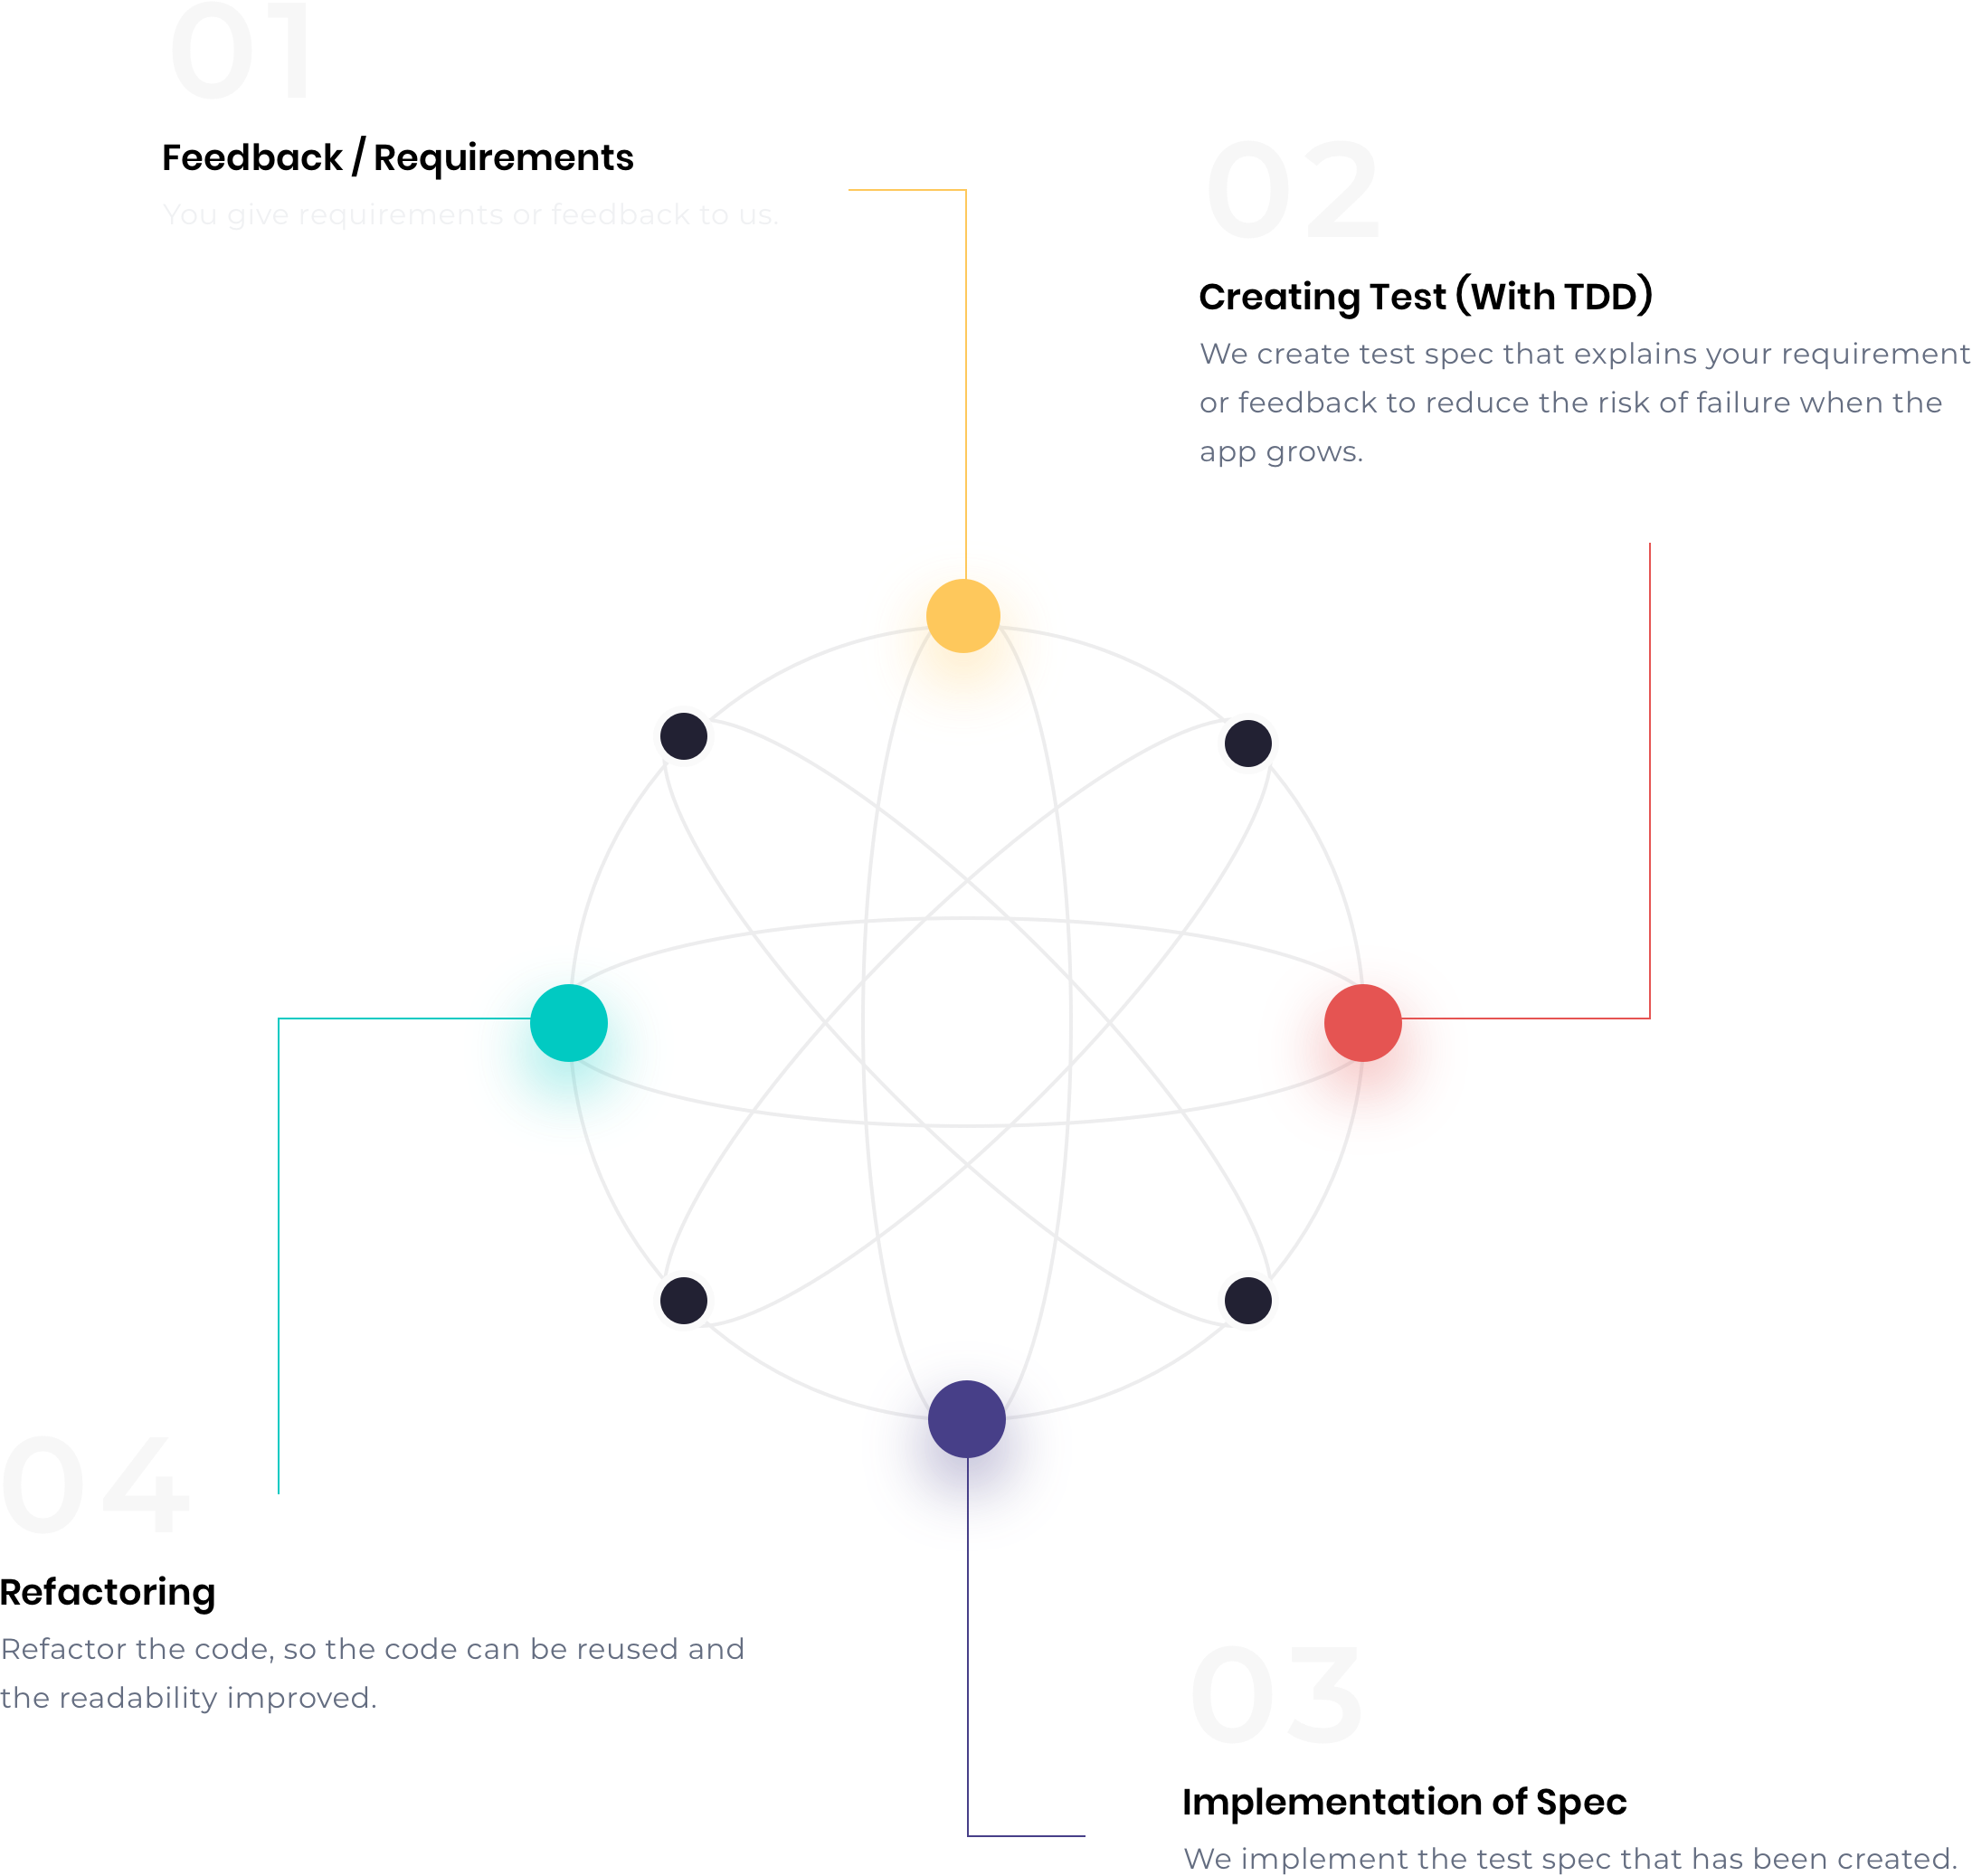 01
Feedback / Requirements
You give requirements or feedback to us.
02
Creating Test (With TDD)
We create test spec that explains your requirement
or feedback to reduce the risk of failure when the
app grows.
03
Implementation of Spec
We implement the test spec that has been created.
04
Refactoring
Refactor the code, so the code can be reused and
the readability improved.